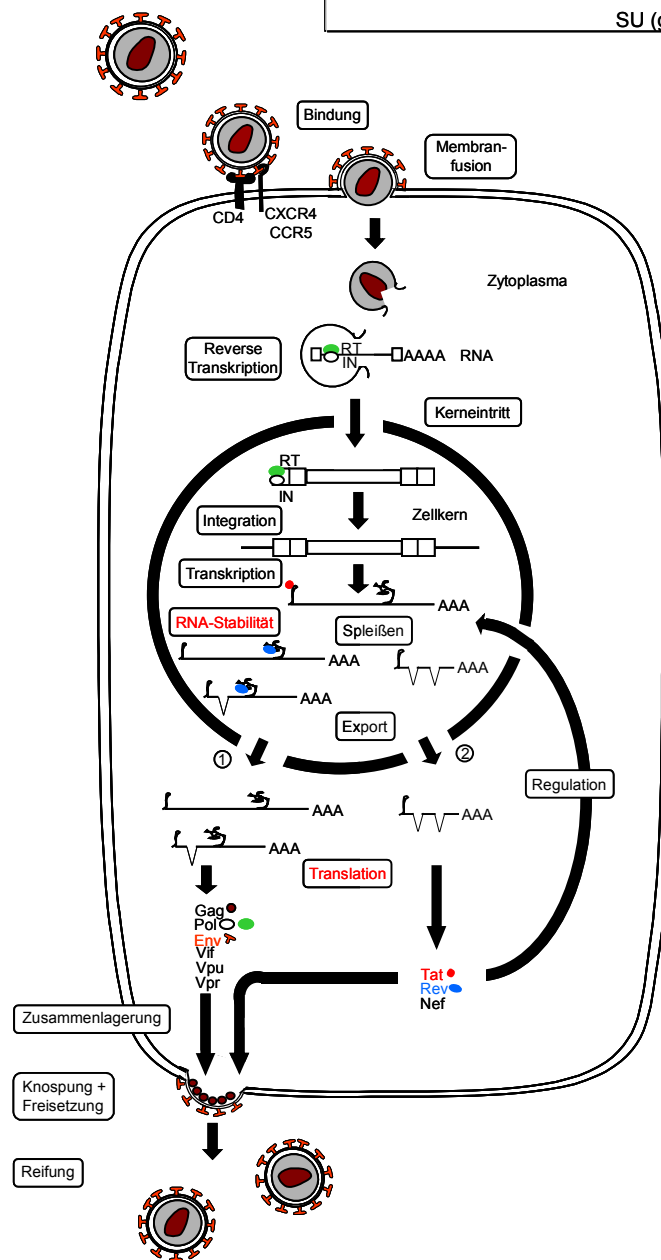 SU (g
Bindung
Membran-
fusion
CD4
CXCR4
CCR5
Zytoplasma
Reverse
Transkription
RT
IN
AAAA RNA
Kerneintritt
RT
IN
Integration
Zellkern
Transkription
AAA
RNA-Stabilität
Spleißen
AAA
AAA
Export
1
2
Regulation
AAA
AAA
AAA
Translation
Gag
Pol
Env
Vif
Vpu
Vpr
Tat
Rev
Nef
Zusammenlagerung
Knospung +
Freisetzung
Reifung